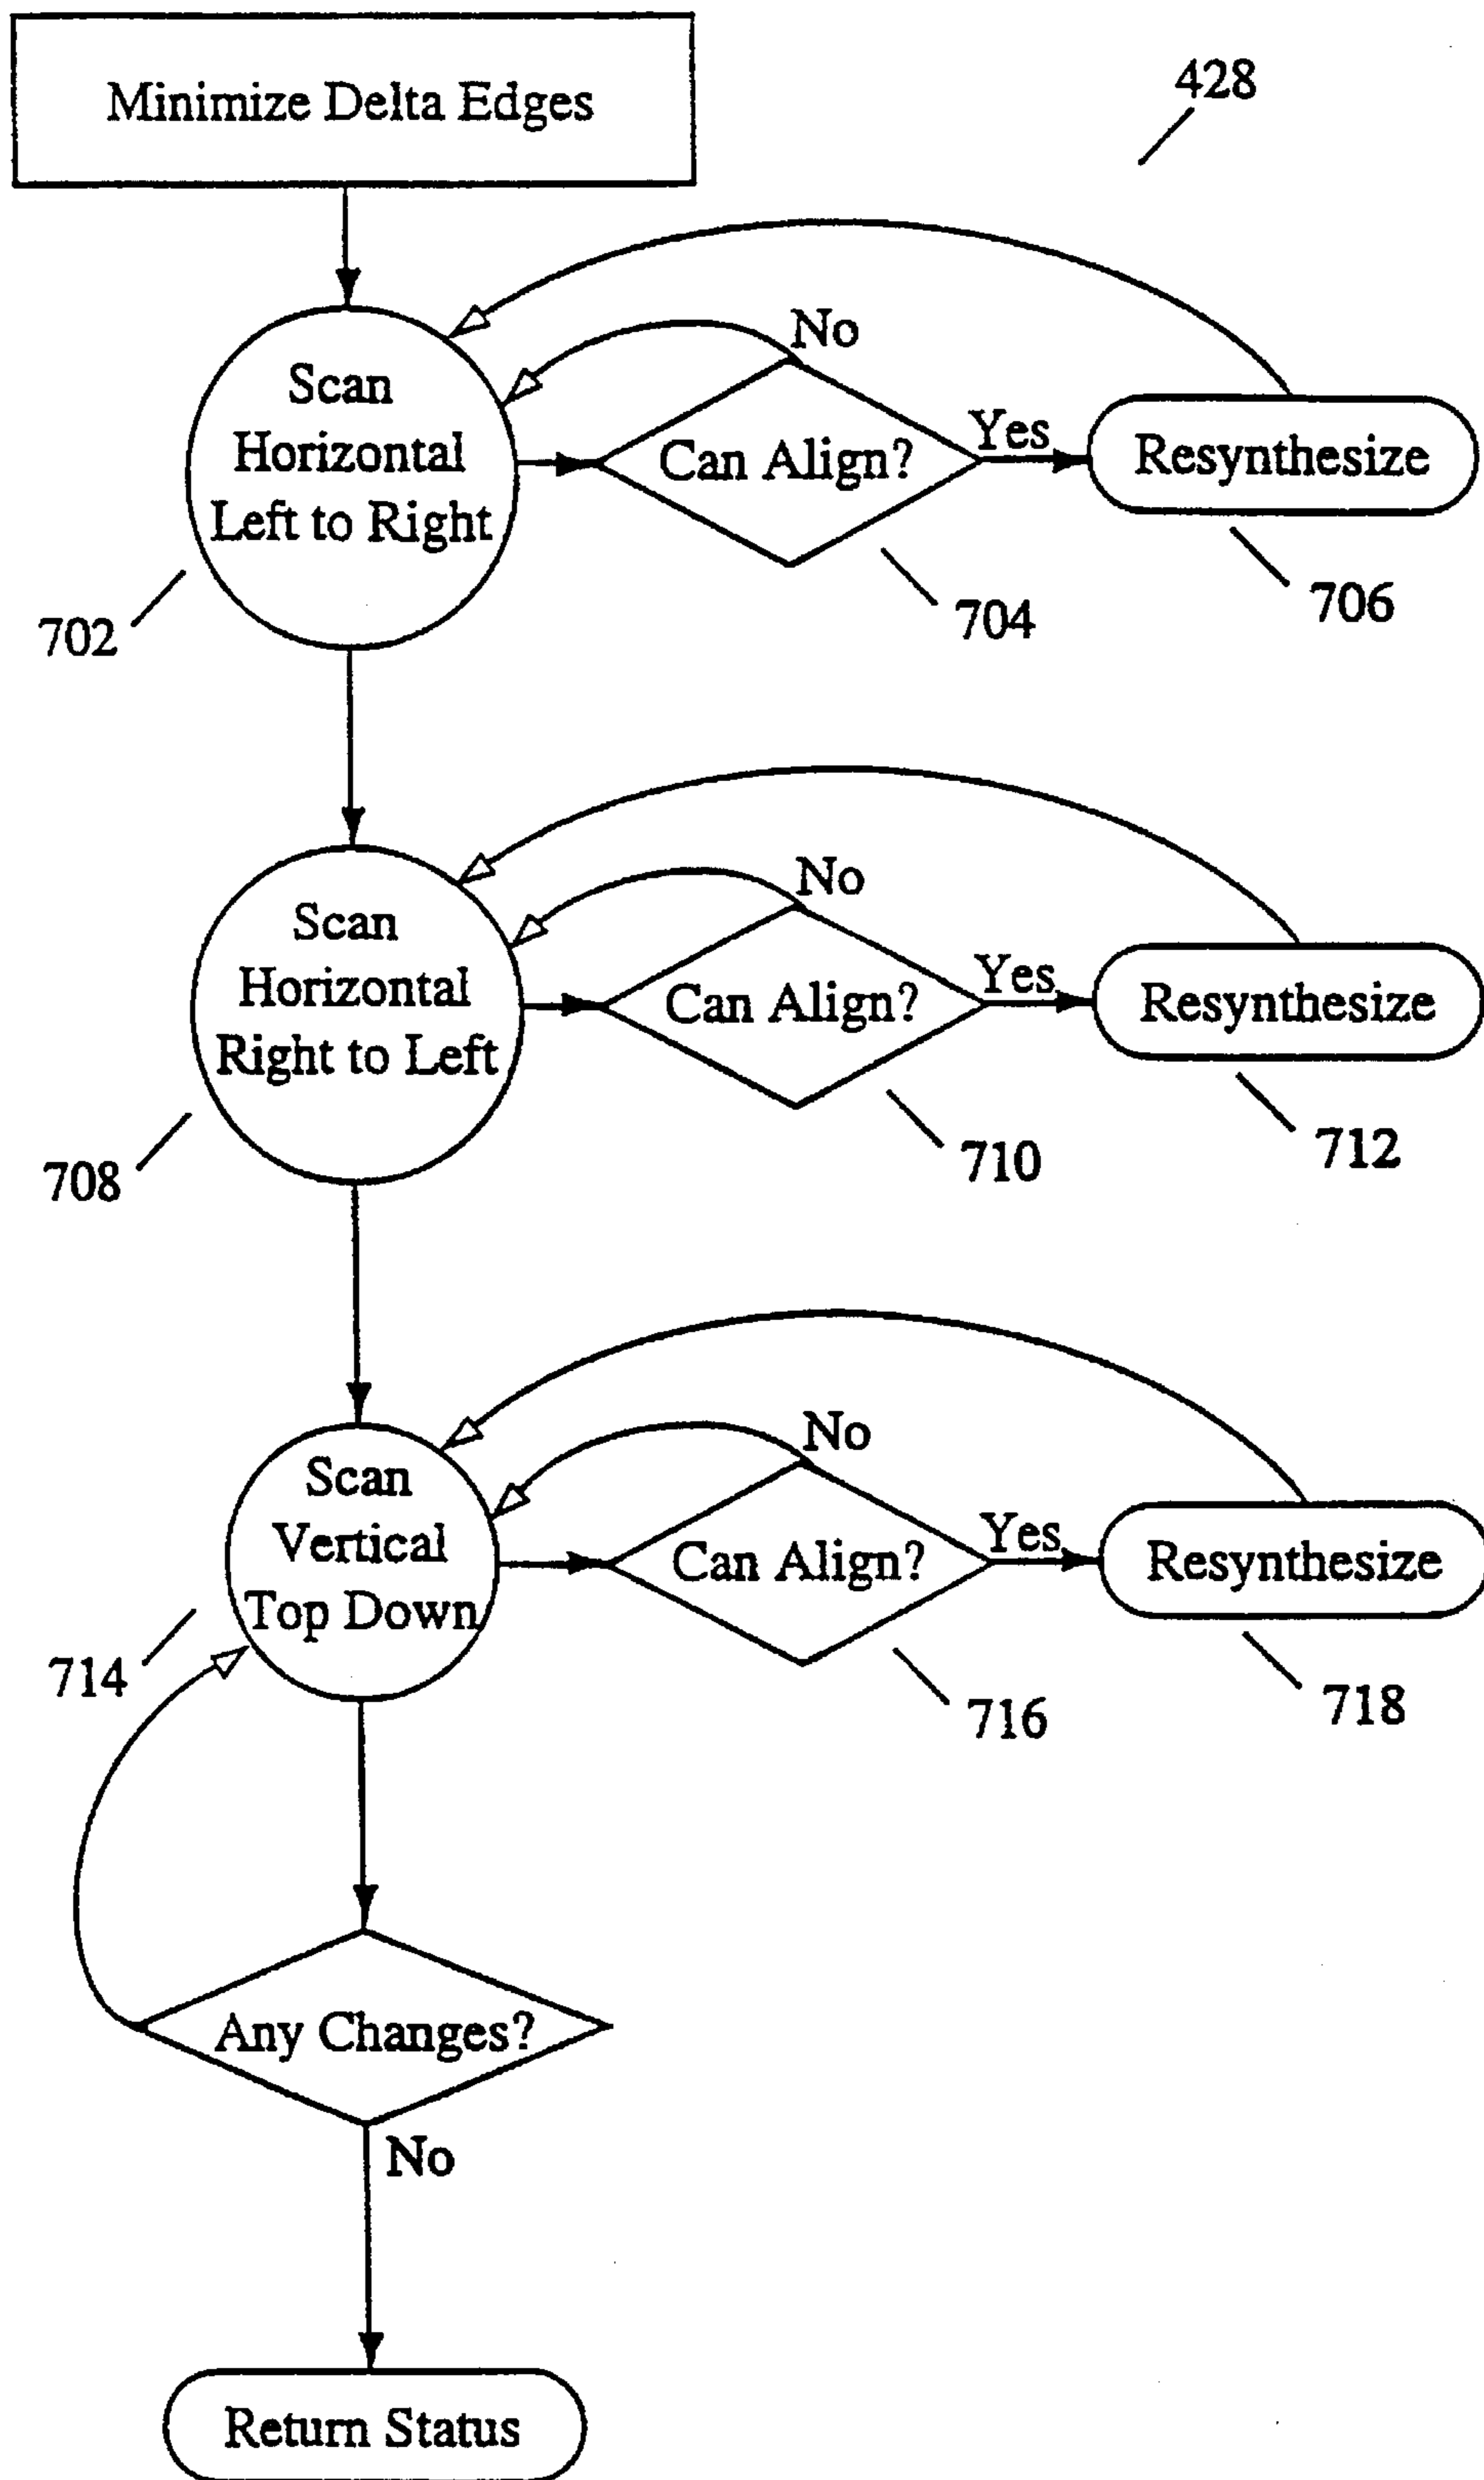 Minimize Delta Edges
428
Scan
Horizontal
Left to Right
No
Can Align?
Yes
Resynthesize
702
704
706
Scan
Horizontal
Right to Left
No
Can Align?
Yes
Resynthesize
708
710
712
Scan
Vertical
Top Down
No
Can Align?
Yes
Resynthesize
714
716
718
Any Changes?
No
Return Status